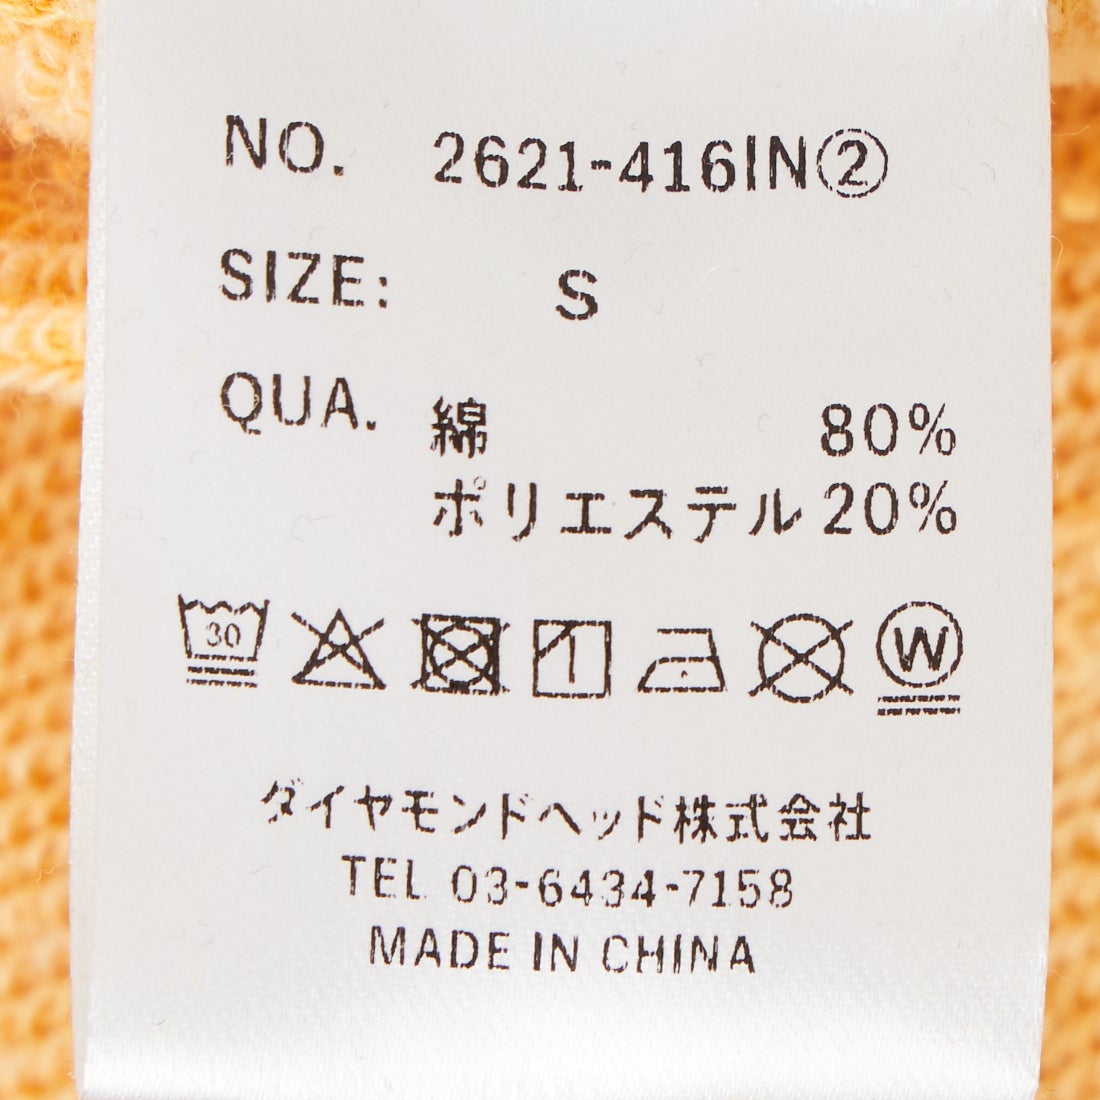 NO. 2621-416IN②
SIZE: S
QUA. 綿 80%
ポリエステル 20%
30
W
ダイヤモンドヘッド株式会社
TEL 03-6434-7158
MADE IN CHINA